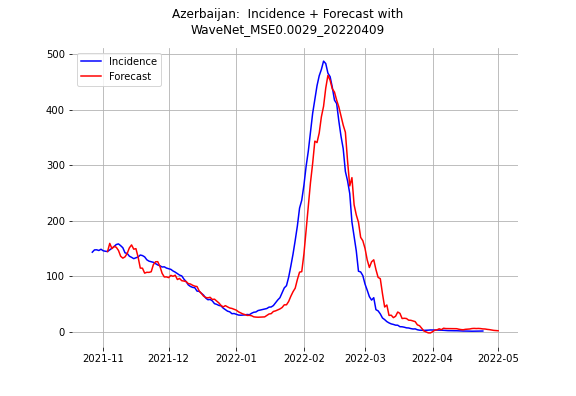 Azerbaijan:  Incidence + Forecast with
WaveNet_MSE0.0029_20220409
500
Incidence
Forecast
400
300
200
100
0
2021-11 2021-12 2022-01 2022-02 2022-03 2022-04 2022-05